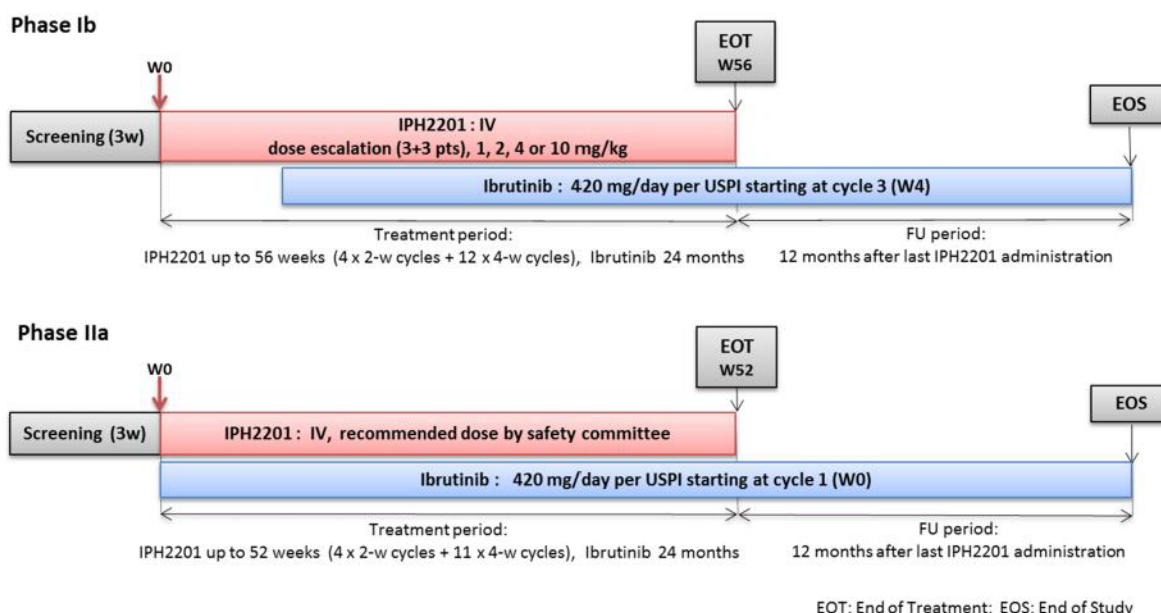 Phase Ib
W0
EOT
W56
EOS
Screening (3w)
IPH2201 : IV
dose escalation (3+3 pts), 1, 2, 4 or 10 mg/kg
Ibrutinib : 420 mg/day per USPI starting at cycle 3 (W4)
Treatment period:
IPH2201 up to 56 weeks (4 x 2-w cycles + 12 x 4-w cycles), Ibrutinib 24 months
FU period:
12 months after last IPH2201 administration
Phase IIa
W0
EOT
W52
EOS
Screening (3w)
IPH2201 : IV, recommended dose by safety committee
Ibrutinib : 420 mg/day per USPI starting at cycle 1 (W0)
Treatment period:
IPH2201 up to 52 weeks (4 x 2-w cycles + 11 x 4-w cycles), Ibrutinib 24 months
FU period:
12 months after last IPH2201 administration
EOT: End of Treatment; EOS: End of Study